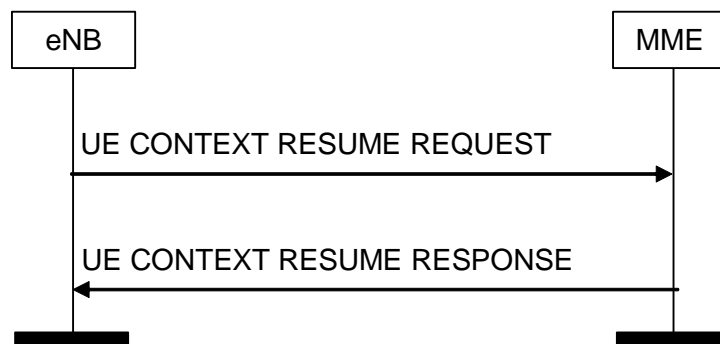 eNB
MME
UE CONTEXT RESUME REQUEST
UE CONTEXT RESUME RESPONSE